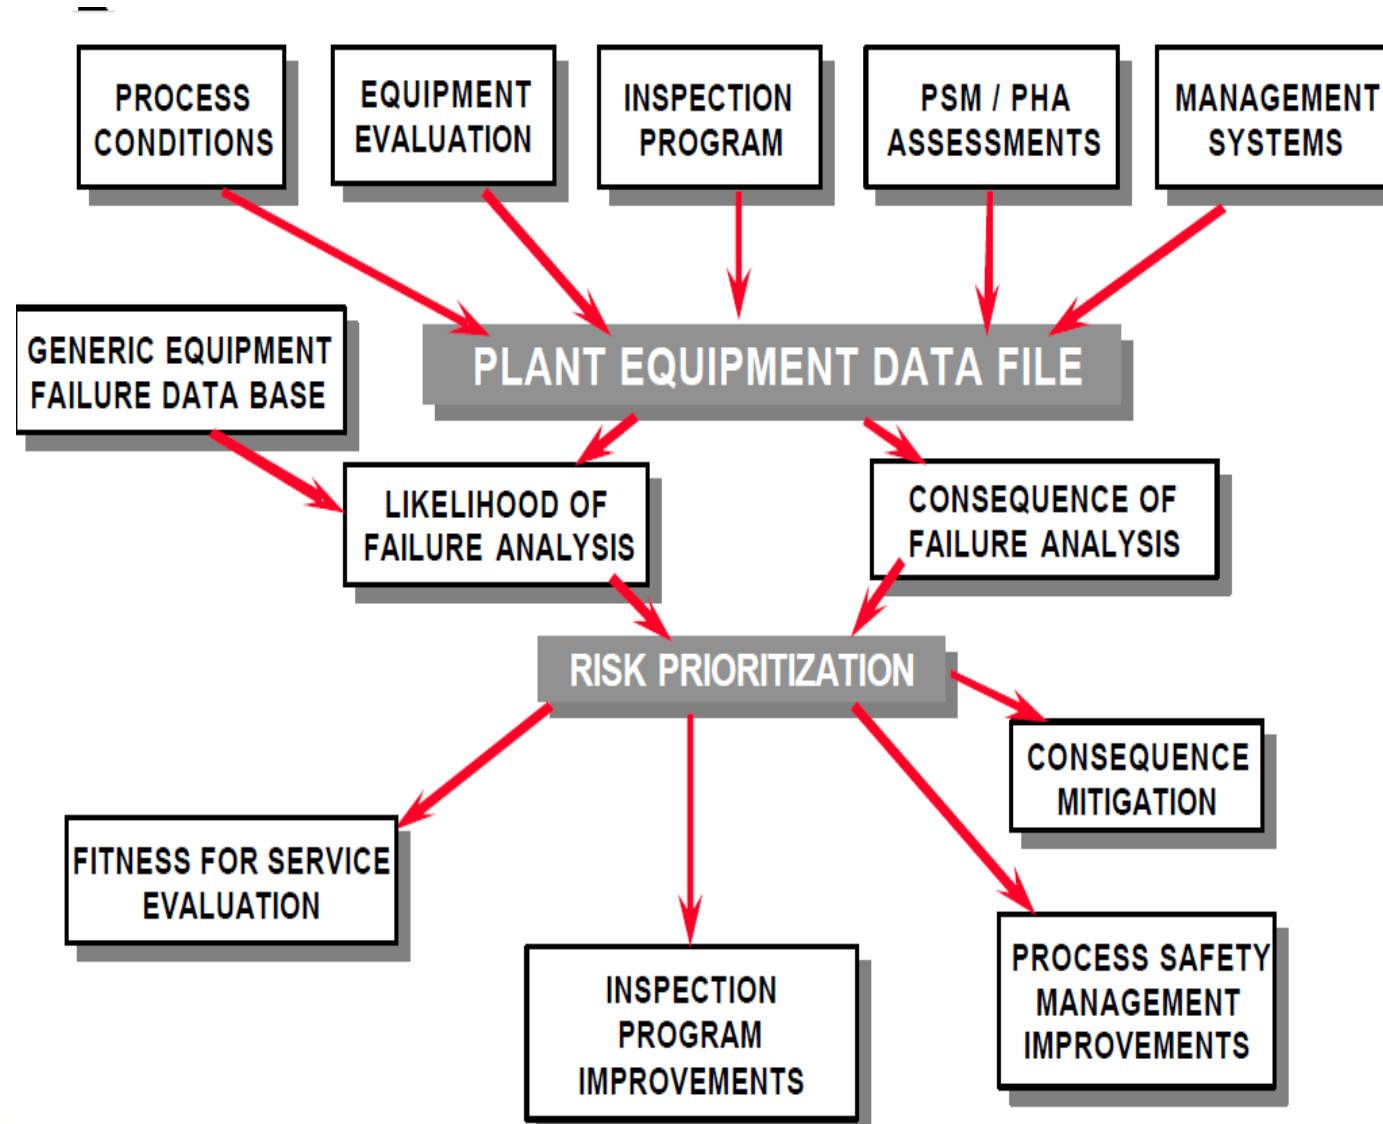 PROCESS
CONDITIONS
EQUIPMENT
EVALUATION
INSPECTION
PROGRAM
PSM / PHA
ASSESSMENTS
MANAGEMENT
SYSTEMS
GENERIC EQUIPMENT
FAILURE DATA BASE
PLANT EQUIPMENT DATA FILE
LIKELIHOOD OF
FAILURE ANALYSIS
CONSEQUENCE OF
FAILURE ANALYSIS
RISK PRIORITIZATION
CONSEQUENCE
MITIGATION
FITNESS FOR SERVICE
EVALUATION
INSPECTION
PROGRAM
IMPROVEMENTS
PROCESS SAFETY
MANAGEMENT
IMPROVEMENTS